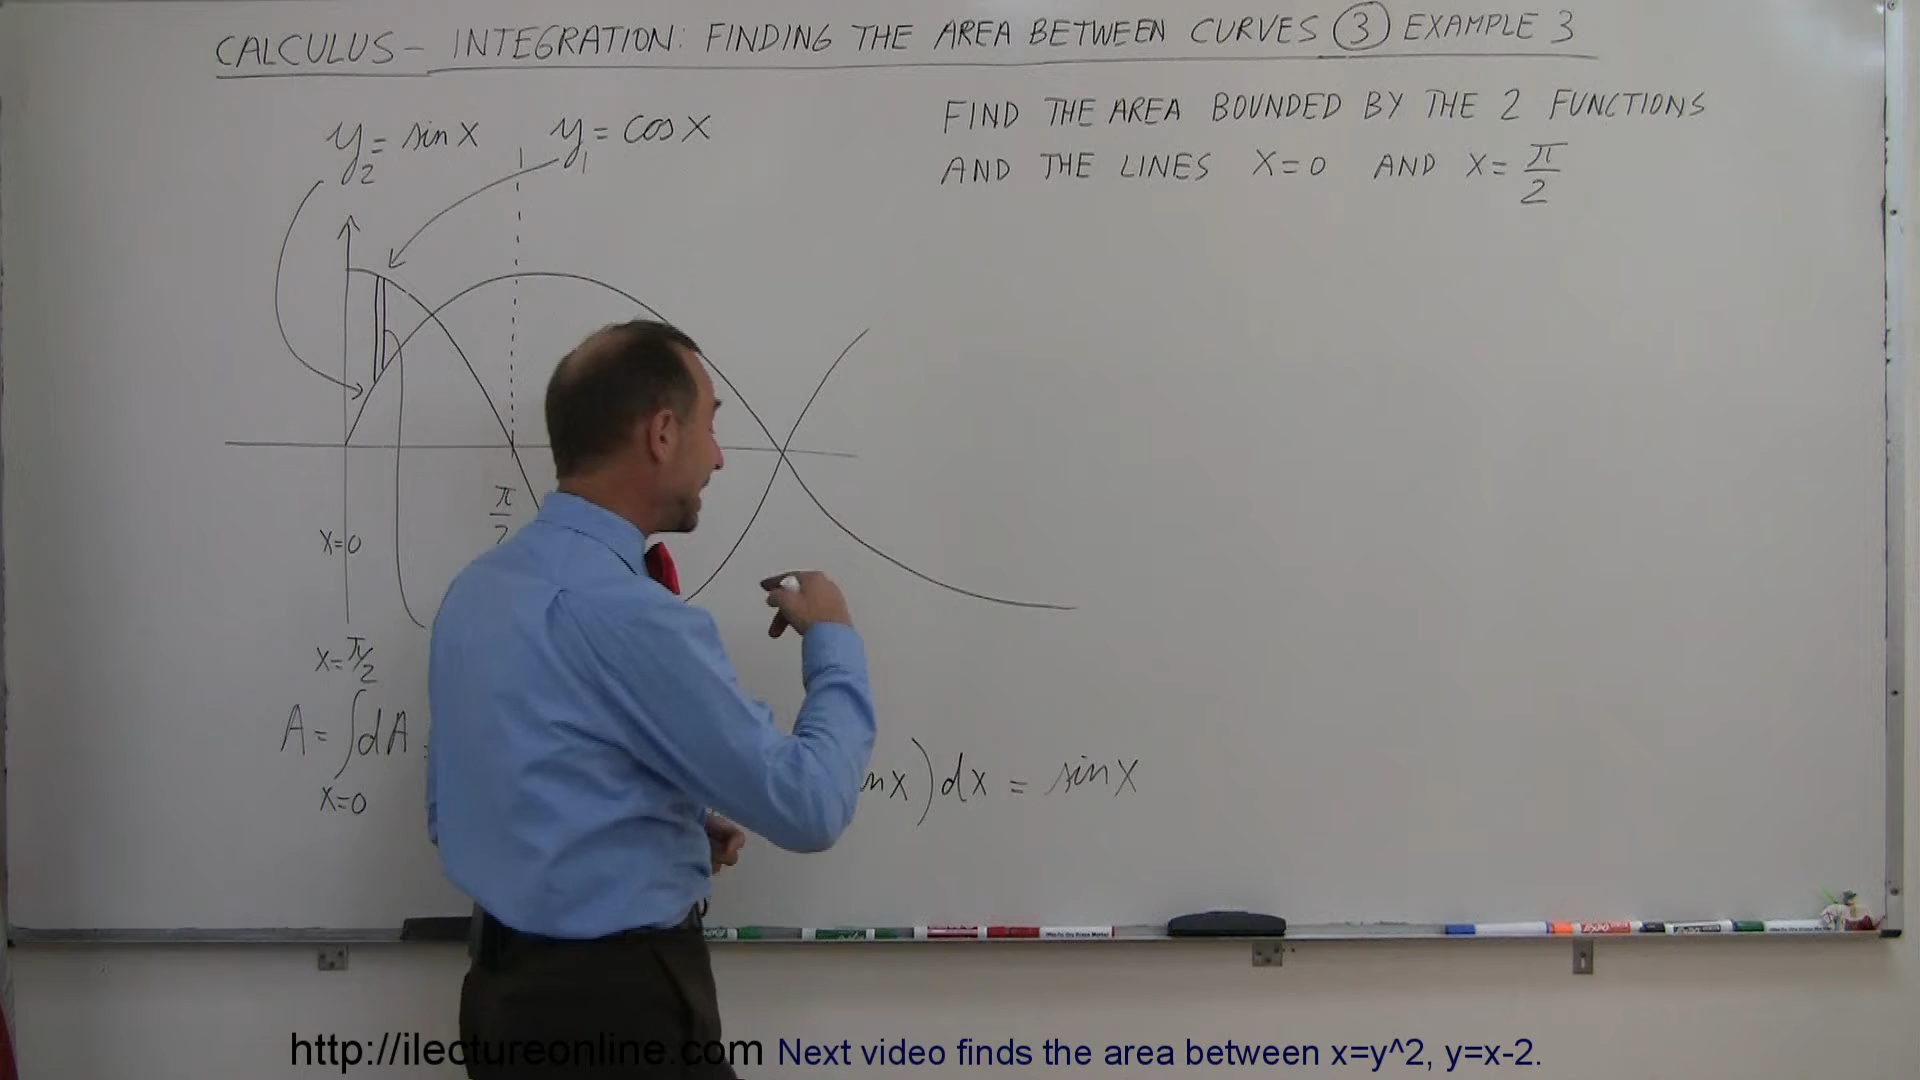 CALCULUS - INTEGRATION: FINDING THE AREA BETWEEN CURVES ③ EXAMPLE 3
y₂ = sin x
y₁ = cos x
FIND THE AREA BOUNDED BY THE 2 FUNCTIONS
AND THE LINES X=0 AND X= π/2
π/2
X=0
X=π/2
A = ∫dA
X=0
nx)dx = sin x
http://ilectureonline.com Next video finds the area between x=y^2, y=x-2.